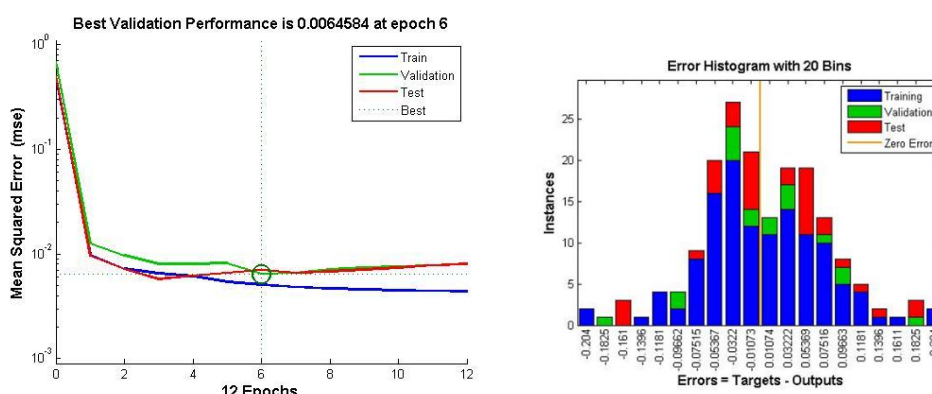 Best Validation Performance is 0.0064584 at epoch 6
10^0
10^-1
10^-2
10^-3
Mean Squared Error (mse)
Train
Validation
Test
Best
0 2 4 6 8 10 12
12 Epochs
Error Histogram with 20 Bins
Training
Validation
Test
Zero Error
25
20
15
10
5
0
Instances
-0.204
-0.1825
-0.161
-0.1396
-0.1181
-0.09662
-0.07515
-0.05367
-0.0322
-0.01073
0.01074
0.03222
0.05369
0.07516
0.09663
0.1181
0.1396
0.1611
0.1825
Errors = Targets - Outputs